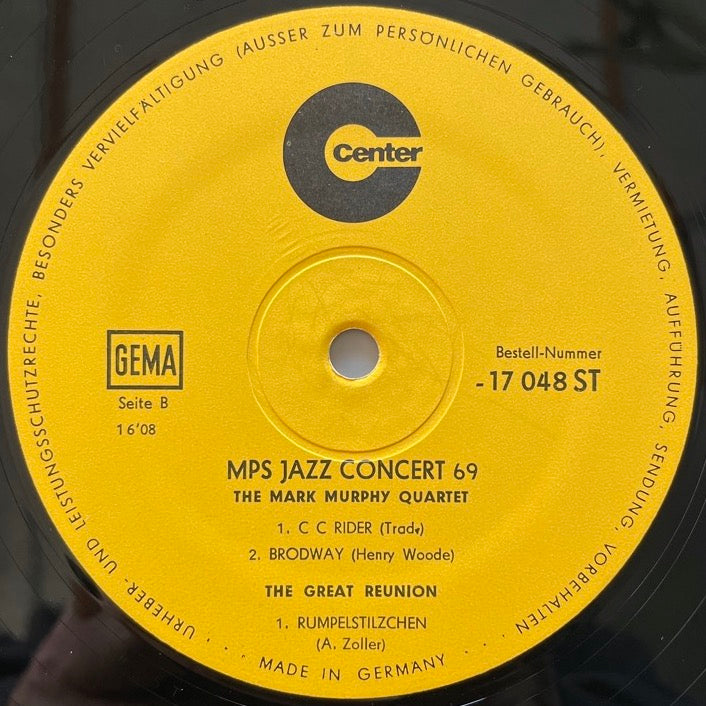 URHEBER- UND LEISTUNGSSCHUTZRECHTE, BESONDERS VERVIELFÄLTIGUNG (AUSSER ZUM PERSÖNLICHEN GEBRAUCH), VERMIETUNG, AUFFÜHRUNG, SENDUNG, VORBEHALTEN
Center
GEMA
Seite B
16'08
Bestell-Nummer
-17 048 ST
MPS JAZZ CONCERT 69
THE MARK MURPHY QUARTET
1. C C RIDER (Trad.)
2. BRODWAY (Henry Woode)
THE GREAT REUNION
1. RUMPELSTILZCHEN
(A. Zoller)
. . . MADE IN GERMANY . . .